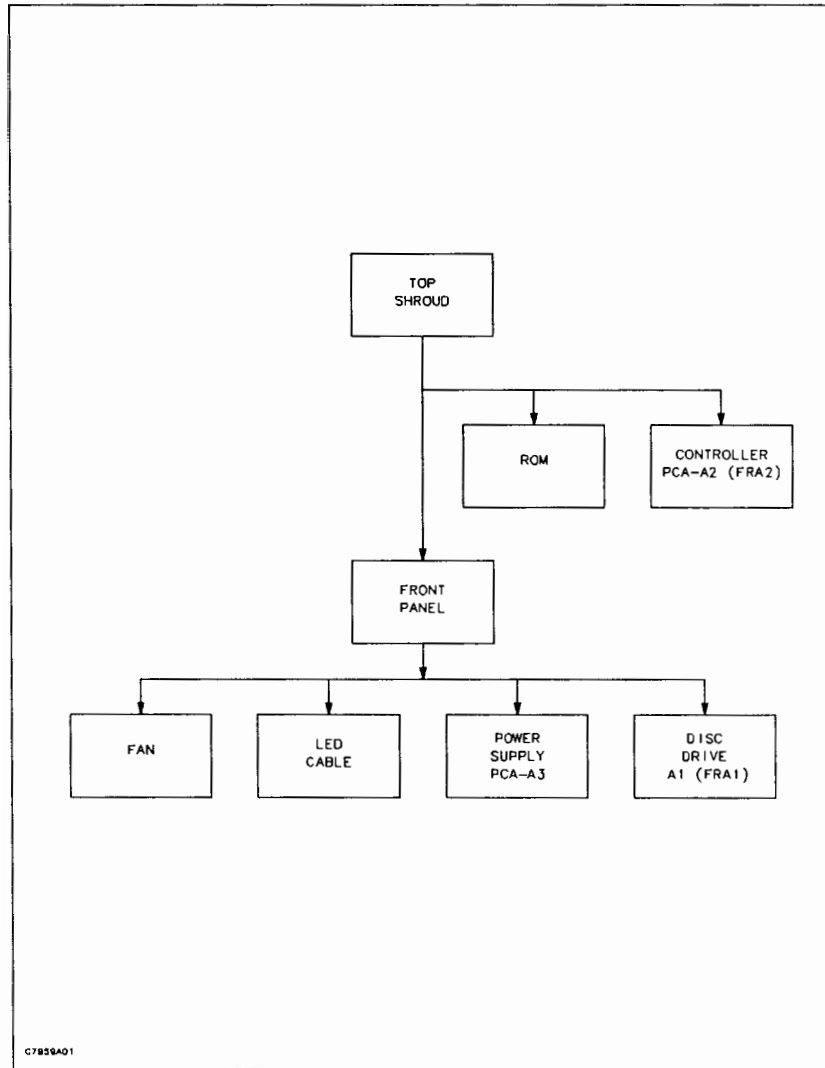 TOP
SHROUD
ROM
CONTROLLER
PCA-A2 (FRA2)
FRONT
PANEL
FAN
LED
CABLE
POWER
SUPPLY
PCA-A3
DISC
DRIVE
A1 (FRA1)
C7959A01